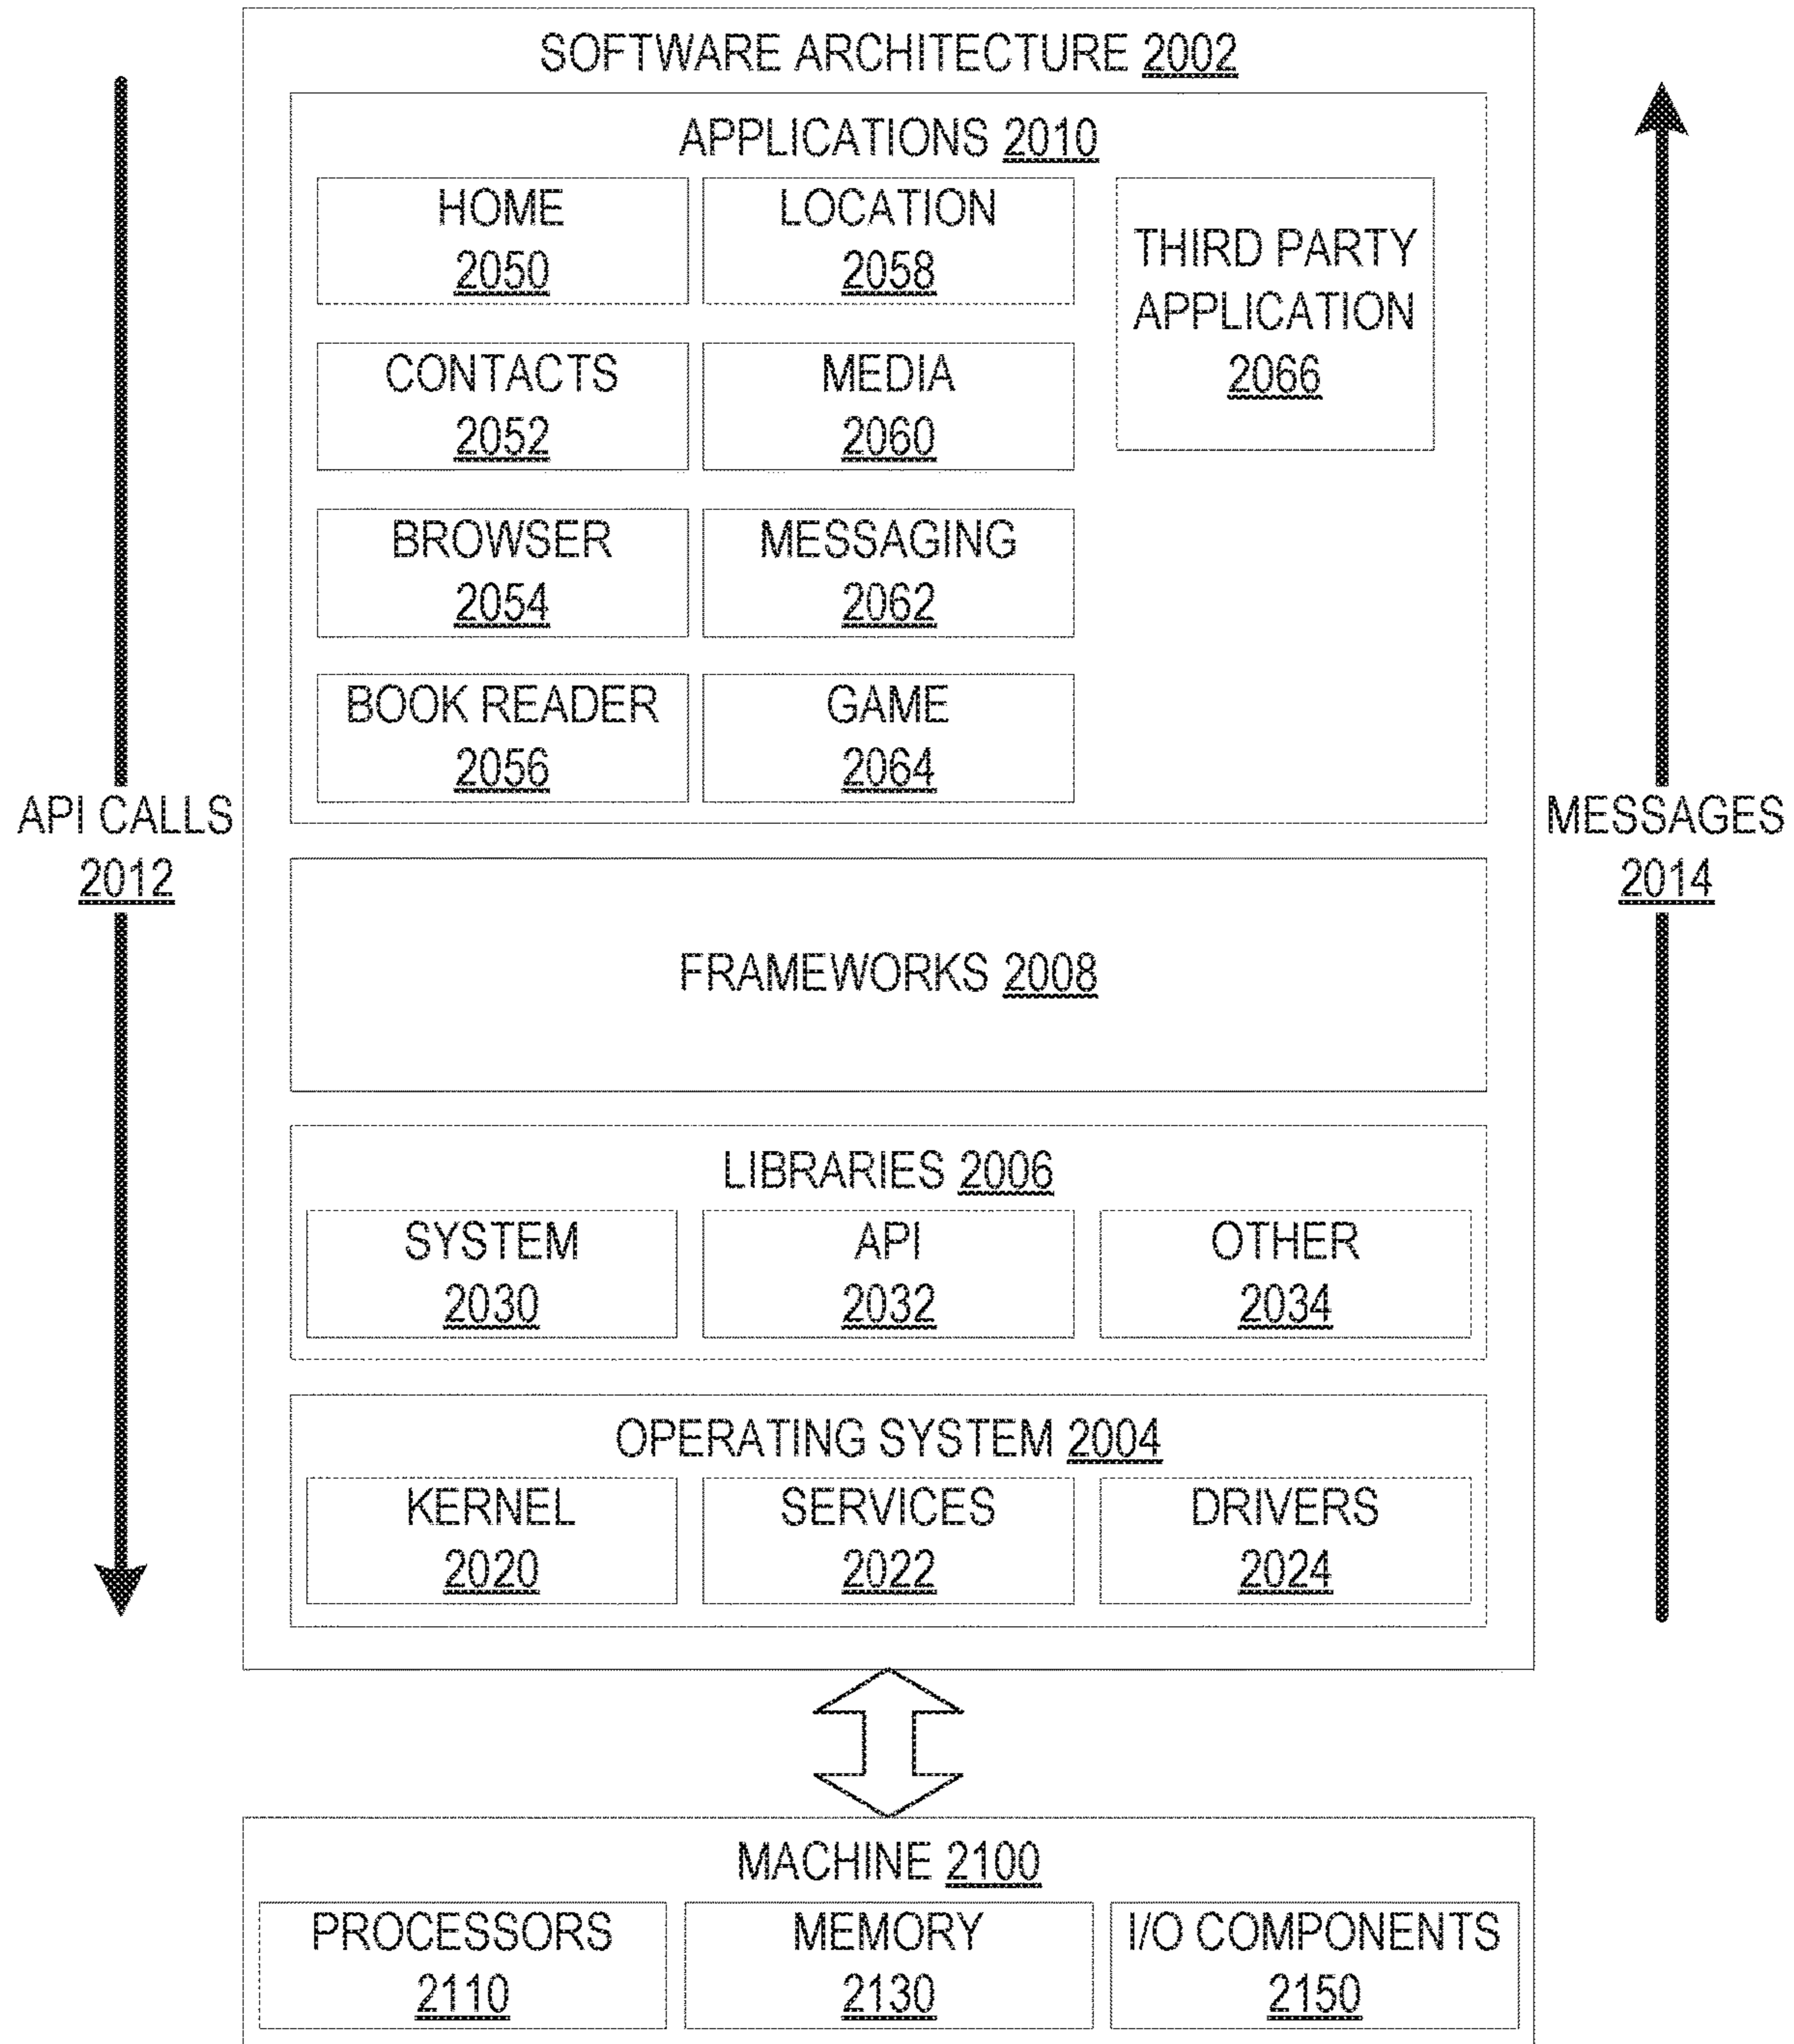 SOFTWARE ARCHITECTURE 2002
APPLICATIONS 2010
HOME
2050
LOCATION
2058
THIRD PARTY
APPLICATION
2066
CONTACTS
2052
MEDIA
2060
BROWSER
2054
MESSAGING
2062
BOOK READER
2056
GAME
2064
API CALLS
2012
MESSAGES
2014
FRAMEWORKS 2008
LIBRARIES 2006
SYSTEM
2030
API
2032
OTHER
2034
OPERATING SYSTEM 2004
KERNEL
2020
SERVICES
2022
DRIVERS
2024
MACHINE 2100
PROCESSORS
2110
MEMORY
2130
I/O COMPONENTS
2150